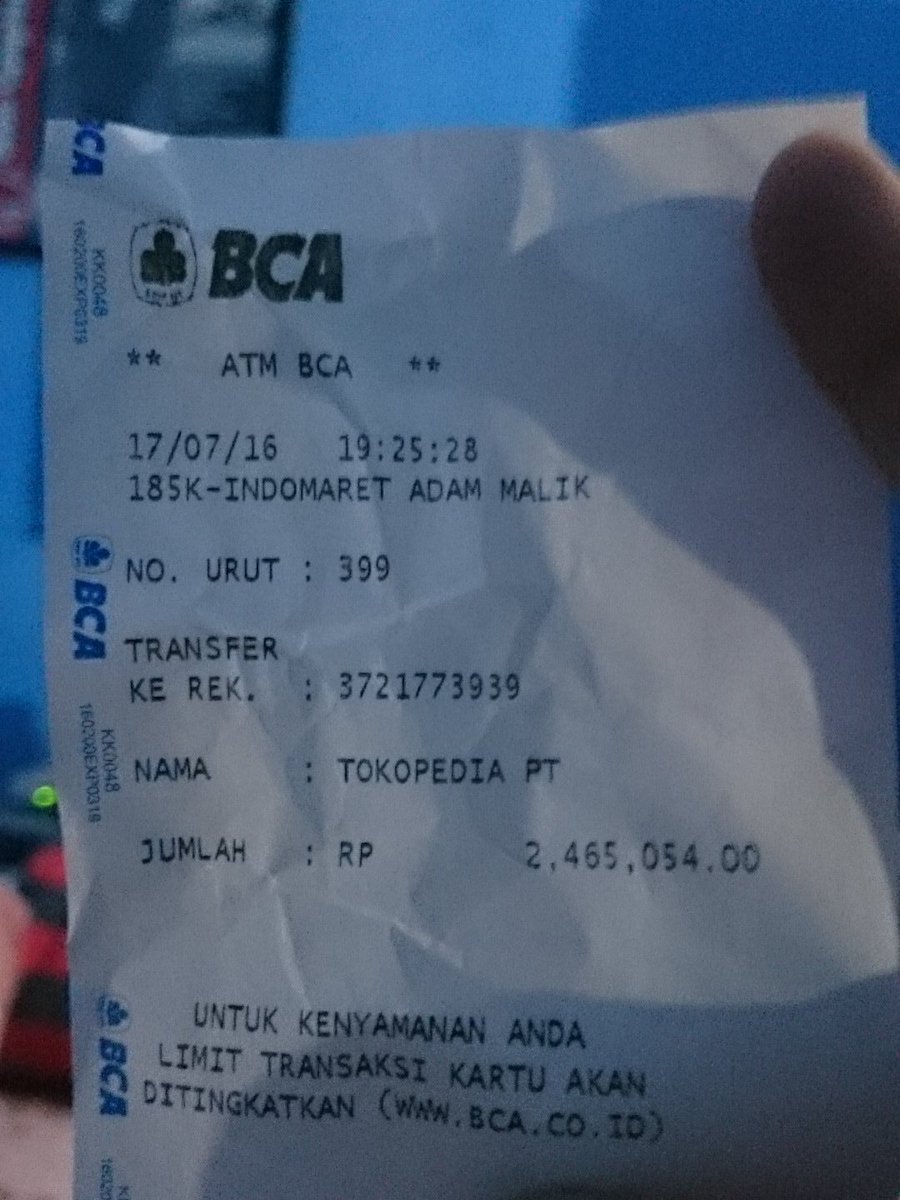 BCA
** ATM BCA **
17/07/16 19:25:28
185K-INDOMARET ADAM MALIK
NO. URUT : 399
TRANSFER
KE REK. : 3721773939
NAMA : TOKOPEDIA PT
JUMLAH : RP 2,465,054.00
UNTUK KENYAMANAN ANDA
LIMIT TRANSAKSI KARTU AKAN
DITINGKATKAN (WWW.BCA.CO.ID)
BCA
KK0048
160200EXP0319
BCA
KK0048
160200EXP0319
BCA